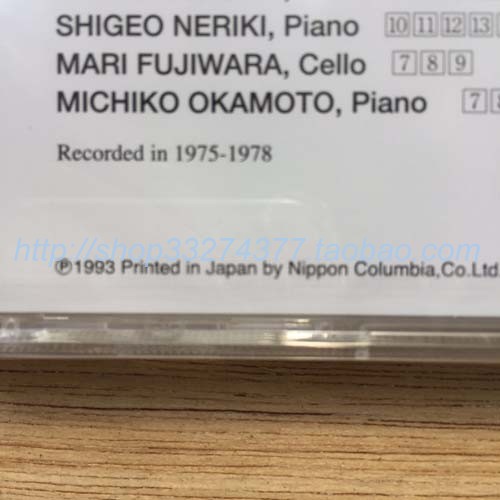 SHIGEO NERIKI, Piano 10 11 12 13
MARI FUJIWARA, Cello 7 8 9
MICHIKO OKAMOTO, Piano 7
Recorded in 1975-1978
http://shop33274377.taobao.com
℗1993 Printed in Japan by Nippon Columbia,Co.Ltd